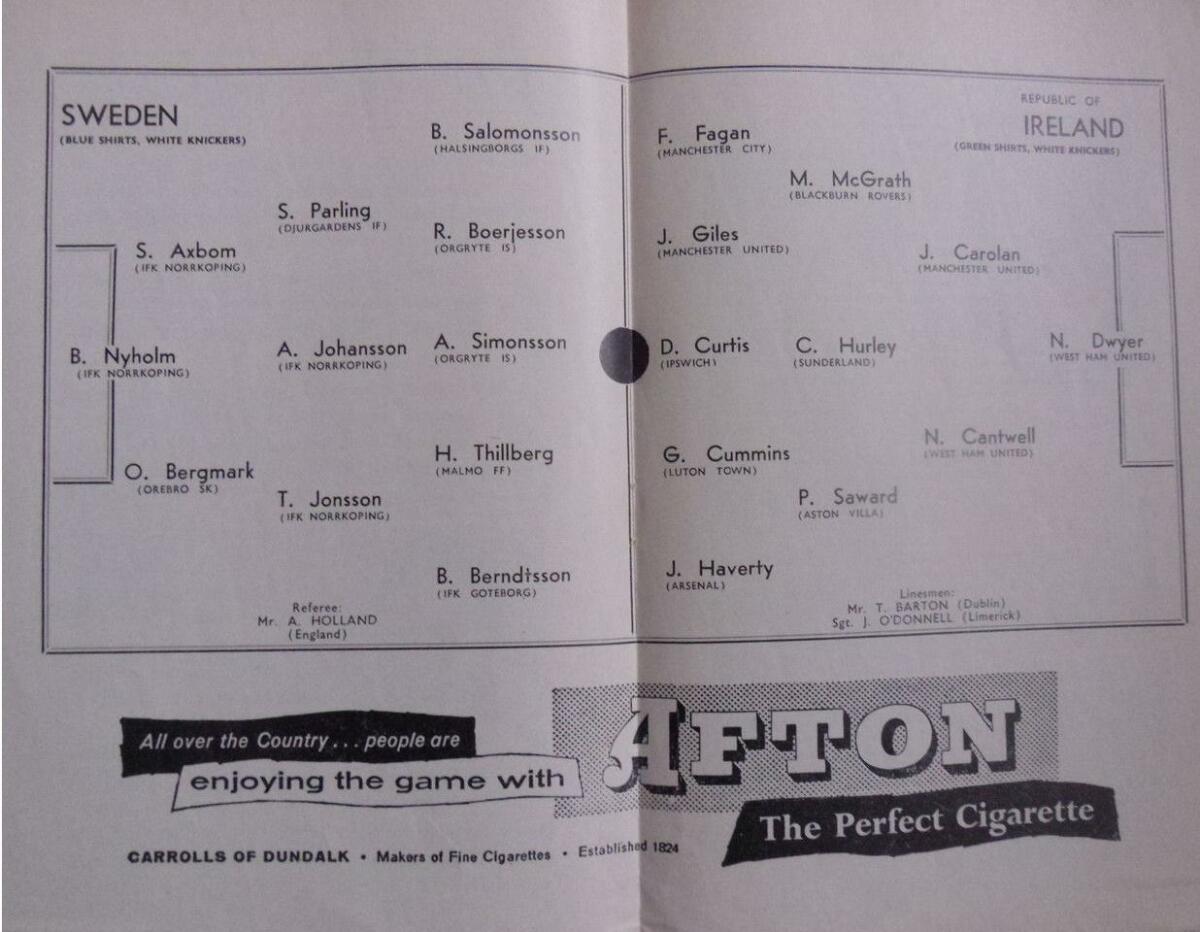 SWEDEN
(BLUE SHIRTS, WHITE KNICKERS)
B. Salomonsson
(HALSINGBORGS IF)
S. Parling
(DJURGARDENS IF)
R. Boerjesson
(ORGRYTE IS)
S. Axbom
(IFK NORRKOPING)
B. Nyholm
(IFK NORRKOPING)
A. Johansson
(IFK NORRKOPING)
A. Simonsson
(ORGRYTE IS)
H. Thillberg
(MALMO FF)
O. Bergmark
(OREBRO SK)
T. Jonsson
(IFK NORRKOPING)
B. Berndtsson
(IFK GOTEBORG)
Referee:
Mr. A. HOLLAND
(England)
REPUBLIC OF
IRELAND
(GREEN SHIRTS, WHITE KNICKERS)
F. Fagan
(MANCHESTER CITY)
M. McGrath
(BLACKBURN ROVERS)
J. Giles
(MANCHESTER UNITED)
J. Carolan
(MANCHESTER UNITED)
D. Curtis
(IPSWICH)
C. Hurley
(SUNDERLAND)
N. Dwyer
(WEST HAM UNITED)
G. Cummins
(LUTON TOWN)
N. Cantwell
(WEST HAM UNITED)
P. Saward
(ASTON VILLA)
J. Haverty
(ARSENAL)
Linesmen:
Mr. T. BARTON (Dublin)
Sgt. J. O'DONNELL (Limerick)
All over the Country . . . people are
enjoying the game with
AFTON
The Perfect Cigarette
CARROLLS OF DUNDALK • Makers of Fine Cigarettes • Established 1824